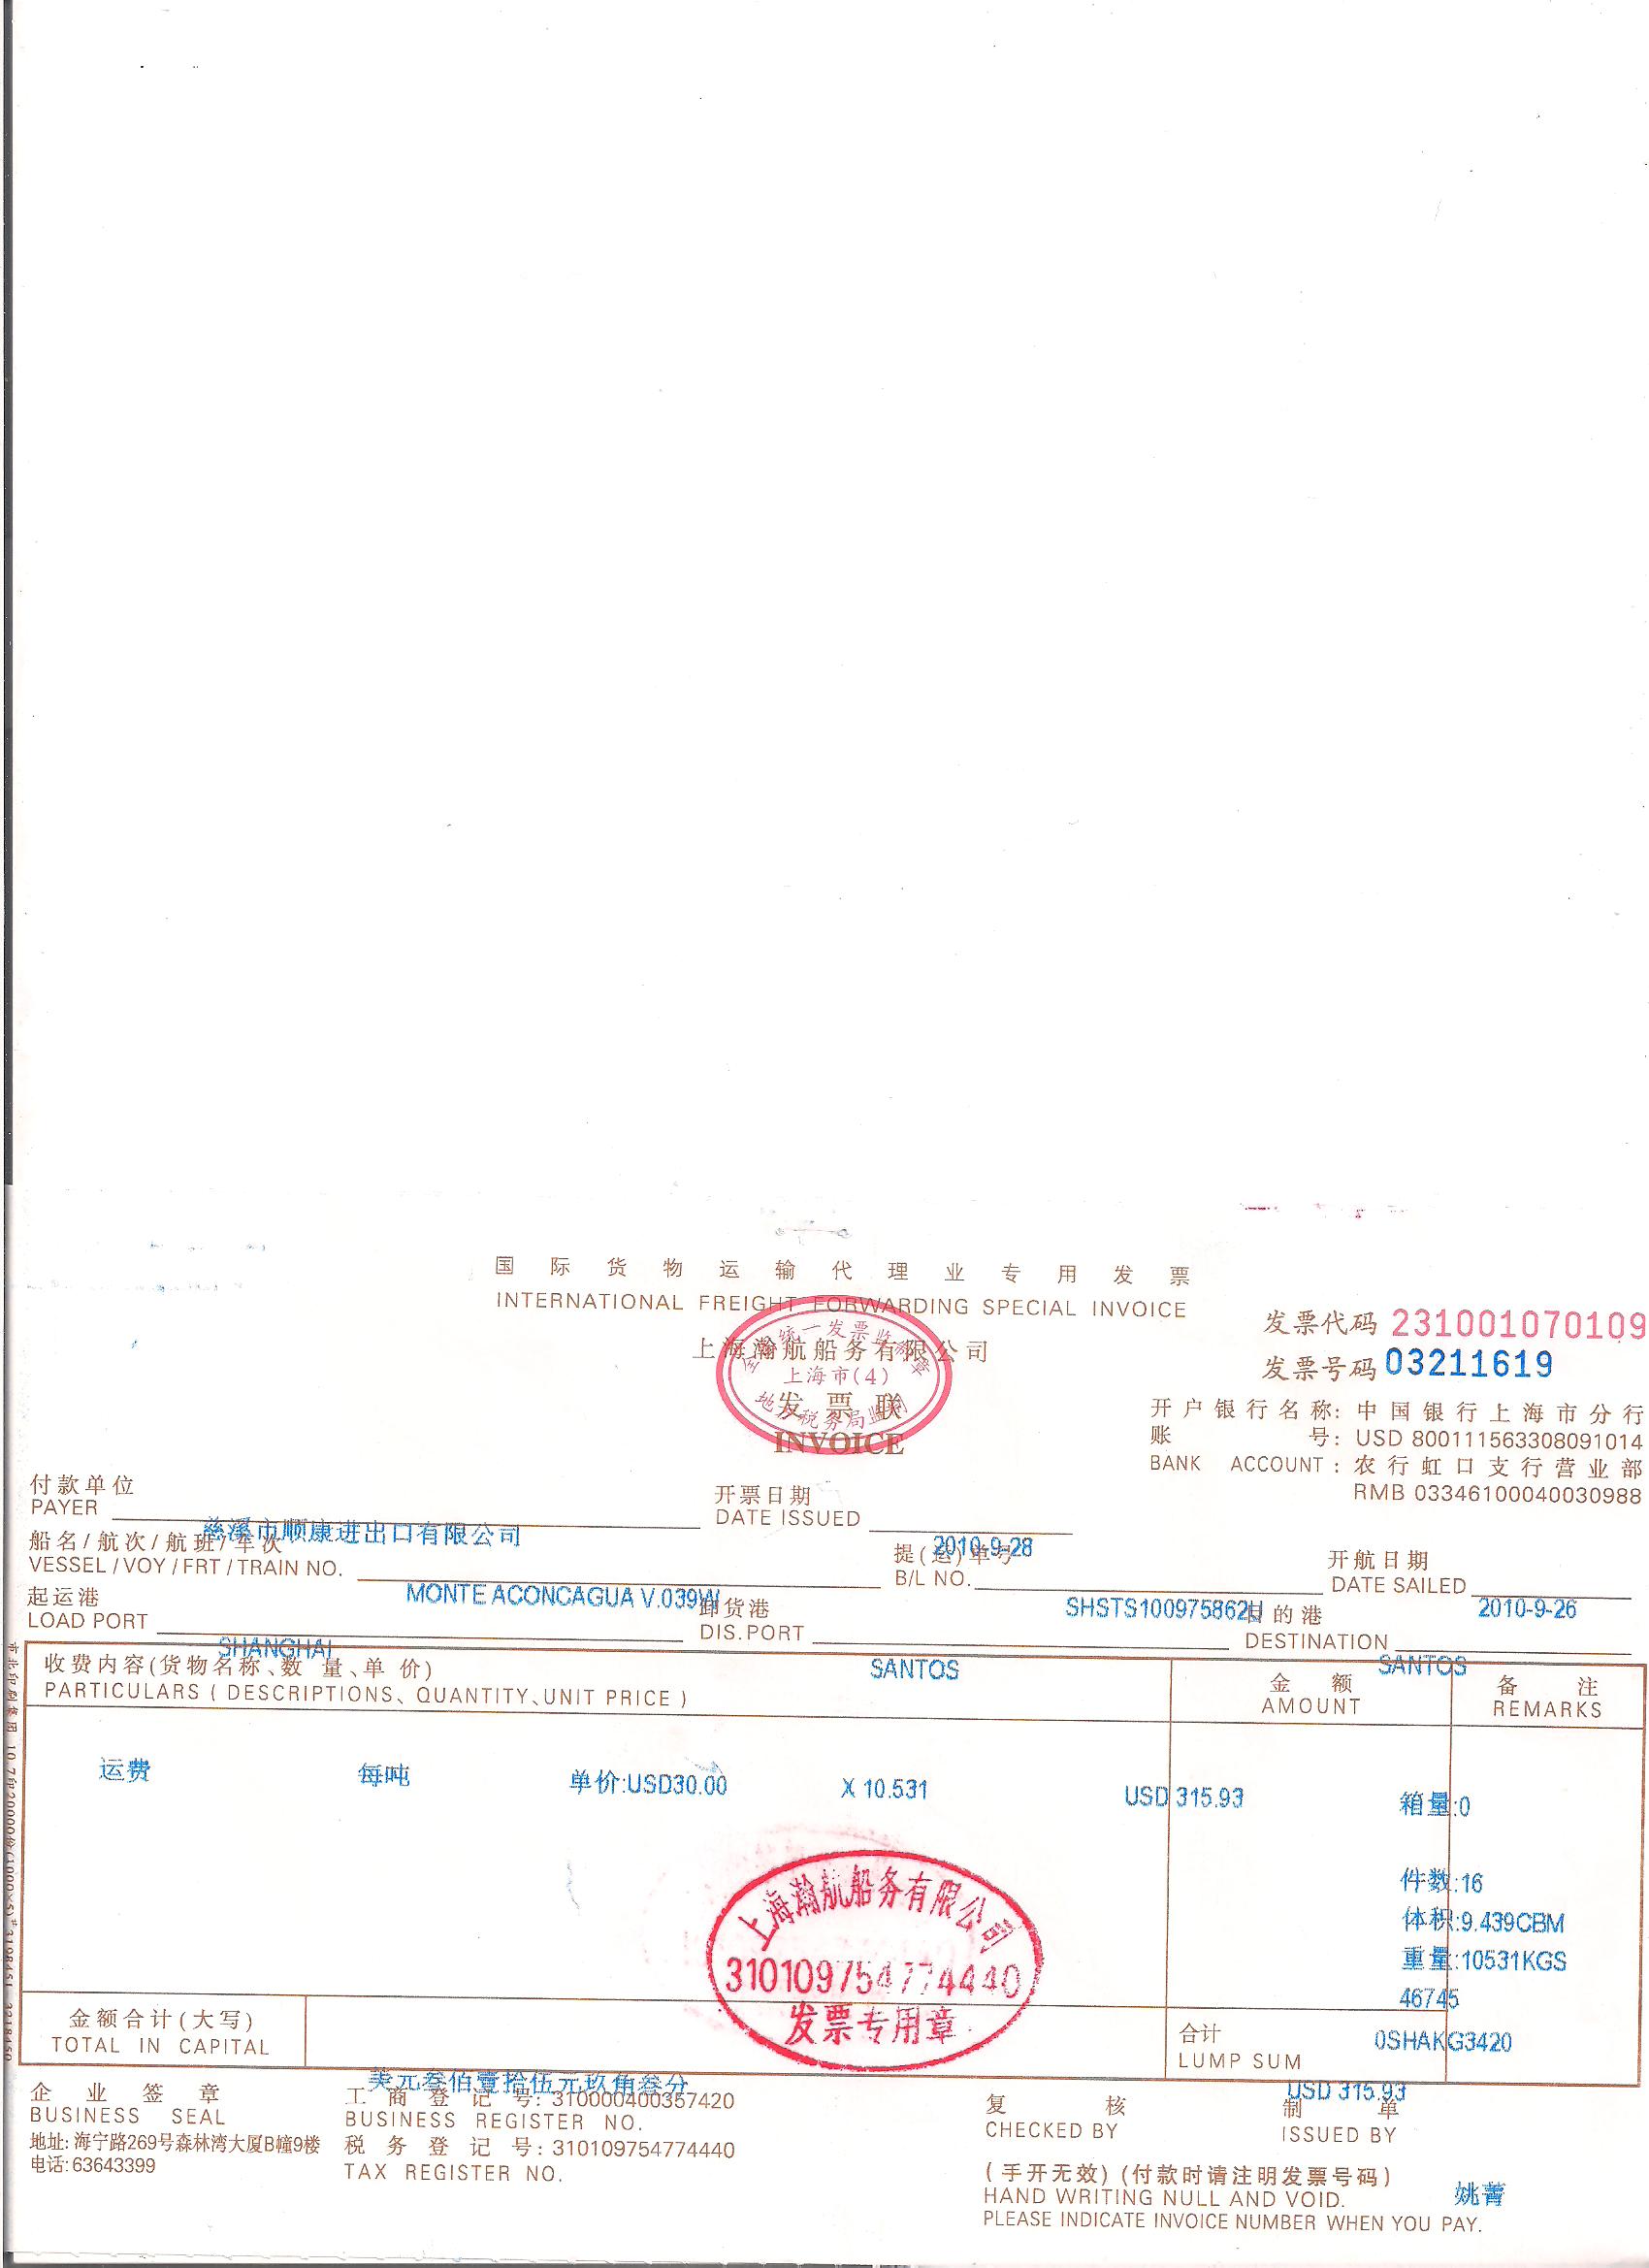 国际货物运输代理业专用发票
INTERNATIONAL FREIGHT FORWARDING SPECIAL INVOICE
上海瀚航船务有限公司
上海市(4)
发票联
INVOICE
发票代码 231001070109
发票号码 03211619
开户银行名称: 中国银行上海市分行
账号: USD 800111563308091014
BANK ACCOUNT: 农行虹口支行营业部
RMB 03346100040030988
付款单位
PAYER
慈溪市顺康进出口有限公司
开票日期
DATE ISSUED
2010-9-28
船名/航次/航班/车次
VESSEL/VOY/FRT/TRAIN NO.
MONTE ACONCAGUA V.039W
提(运)单号
B/L NO.
SHSTS100975862H
开航日期
DATE SAILED
2010-9-26
起运港
LOAD PORT
SHANGHAI
卸货港
DIS.PORT
SANTOS
目的港
DESTINATION
SANTOS
收费内容(货物名称、数量、单价)
PARTICULARS ( DESCRIPTIONS、QUANTITY、UNIT PRICE )
金额
AMOUNT
备注
REMARKS
运费 每吨 单价:USD30.00 X 10.531 USD 315.93
箱量:0
件数:16
体积:9.439CBM
重量:10531KGS
46745
0SHAKG3420
上海瀚航船务有限公司
310109754774440
发票专用章
金额合计(大写)
TOTAL IN CAPITAL
美元叁佰壹拾伍元玖角叁分
合计
LUMP SUM
USD 315.93
企业签章
BUSINESS SEAL
地址: 海宁路269号森林湾大厦B幢9楼
电话: 63643399
工商登记号: 310000400357420
BUSINESS REGISTER NO.
税务登记号: 310109754774440
TAX REGISTER NO.
复核
CHECKED BY
制单
ISSUED BY
姚菁
(手开无效)(付款时请注明发票号码)
HAND WRITING NULL AND VOID.
PLEASE INDICATE INVOICE NUMBER WHEN YOU PAY.